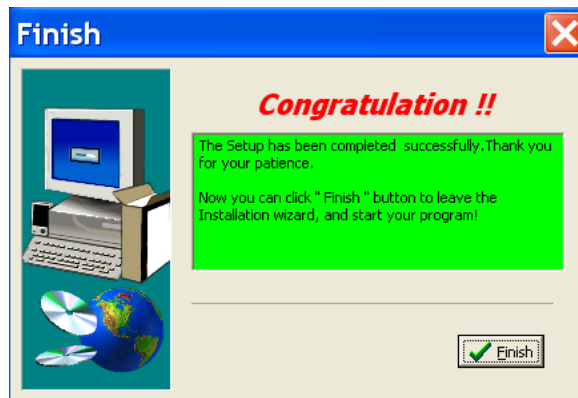 Finish
Congratulation !!
The Setup has been completed  successfully.Thank you
for your patience.
Now you can click " Finish " button to leave the
Installation wizard, and start your program!
Finish